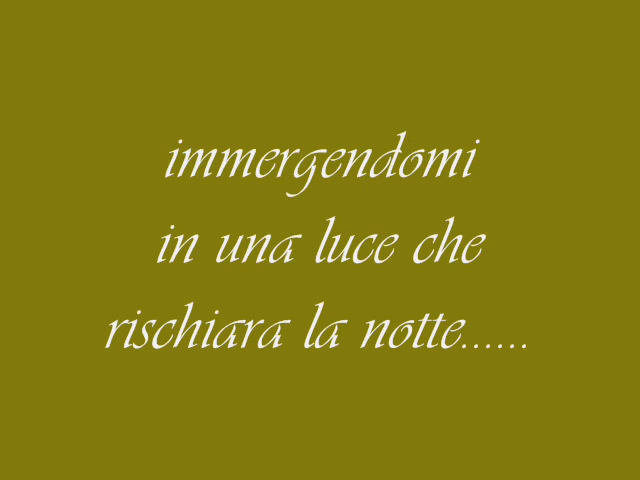 immergendomi
in una luce che
rischiara la notte......